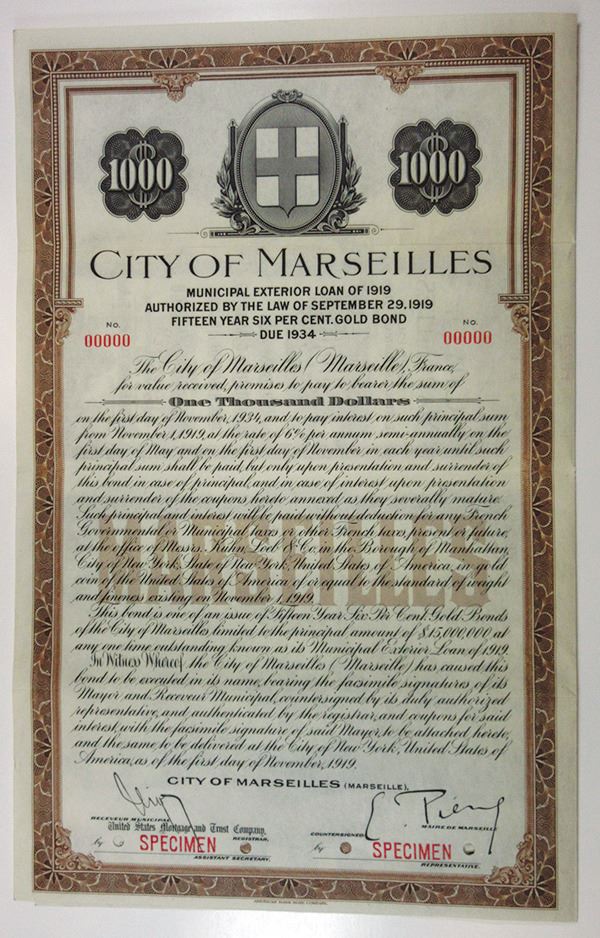 1000
1000
CITY OF MARSEILLES
MUNICIPAL EXTERIOR LOAN OF 1919
AUTHORIZED BY THE LAW OF SEPTEMBER 29, 1919
FIFTEEN YEAR SIX PER CENT. GOLD BOND
DUE 1934
NO. NO.
00000 00000
The City of Marseilles (Marseille), France,
for value received, promises to pay to bearer the sum of
One Thousand Dollars
on the first day of November, 1934, and to pay interest on such principal sum
from November 1, 1919, at the rate of 6% per annum semi-annually on the
first day of May and on the first day of November in each year until such
principal sum shall be paid, but only upon presentation and surrender of
this bond in case of principal, and in case of interest upon presentation
and surrender of the coupons hereto annexed as they severally mature.
Such principal and interest will be paid without deduction for any French
Governmental or Municipal taxes or other French taxes, present or future,
at the office of Messrs. Kuhn, Loeb & Co. in the Borough of Manhattan,
City of New York, State of New York, United States of America, in gold
coin of the United States of America of or equal to the standard of weight
and fineness existing on November 1, 1919.
This bond is one of an issue of Fifteen Year Six Per Cent. Gold Bonds
of the City of Marseilles limited to the principal amount of $15,000,000 at
any one time outstanding known as its Municipal Exterior Loan of 1919.
In Witness Whereof the City of Marseilles (Marseille) has caused this
bond to be executed in its name, bearing the facsimile signatures of its
Mayor and Receveur Municipal, countersigned by its duly authorized
representative, and authenticated by the registrar, and coupons for said
interest, with the facsimile signature of said Mayor, to be attached hereto,
and the same to be delivered at the City of New York, United States of
America, as of the first day of November, 1919.
CITY OF MARSEILLES (MARSEILLE),
RECEVEUR MUNICIPAL
MAIRE DE MARSEILLE
United States Mortgage and Trust Company,
REGISTRAR,
COUNTERSIGNED
by SPECIMEN
by SPECIMEN
ASSISTANT SECRETARY.
REPRESENTATIVE.
AMERICAN BANK NOTE COMPANY.